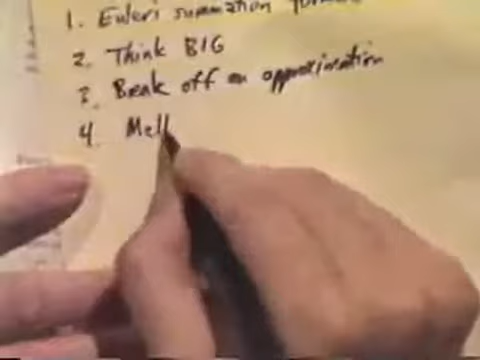 1. Euler's summation
2. Think BIG
3. Break off an approximation
4. Mell